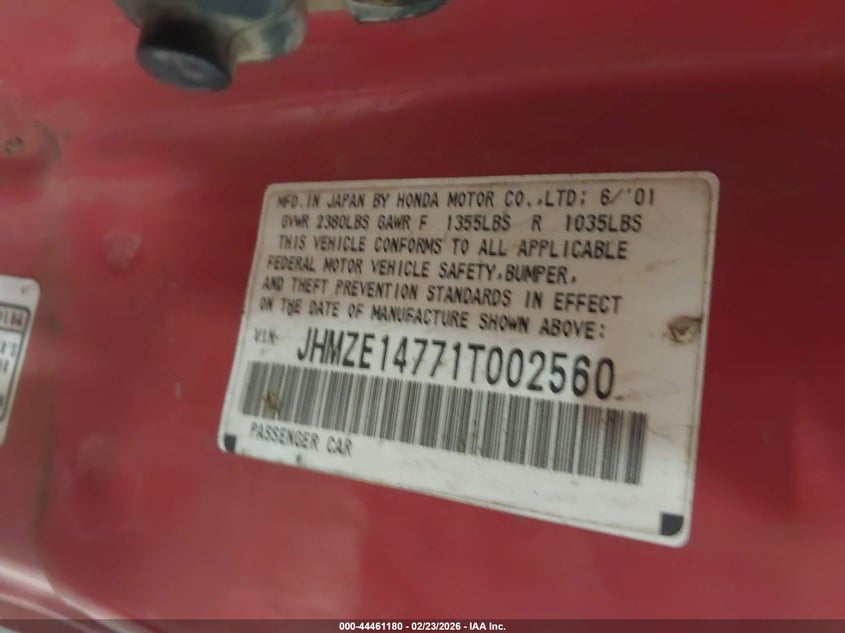 MFD.IN JAPAN BY HONDA MOTOR CO.,LTD; 6/'01
GVWR 2380LBS GAWR F 1355LBS R 1035LBS
THIS VEHICLE CONFORMS TO ALL APPLICABLE
FEDERAL MOTOR VEHICLE SAFETY,BUMPER,
AND THEFT PREVENTION STANDARDS IN EFFECT
ON THE DATE OF MANUFACTURE SHOWN ABOVE:
VIN: JHMZE14771T002560
PASSENGER CAR
000-44461180 - 02/23/2026 - IAA Inc.